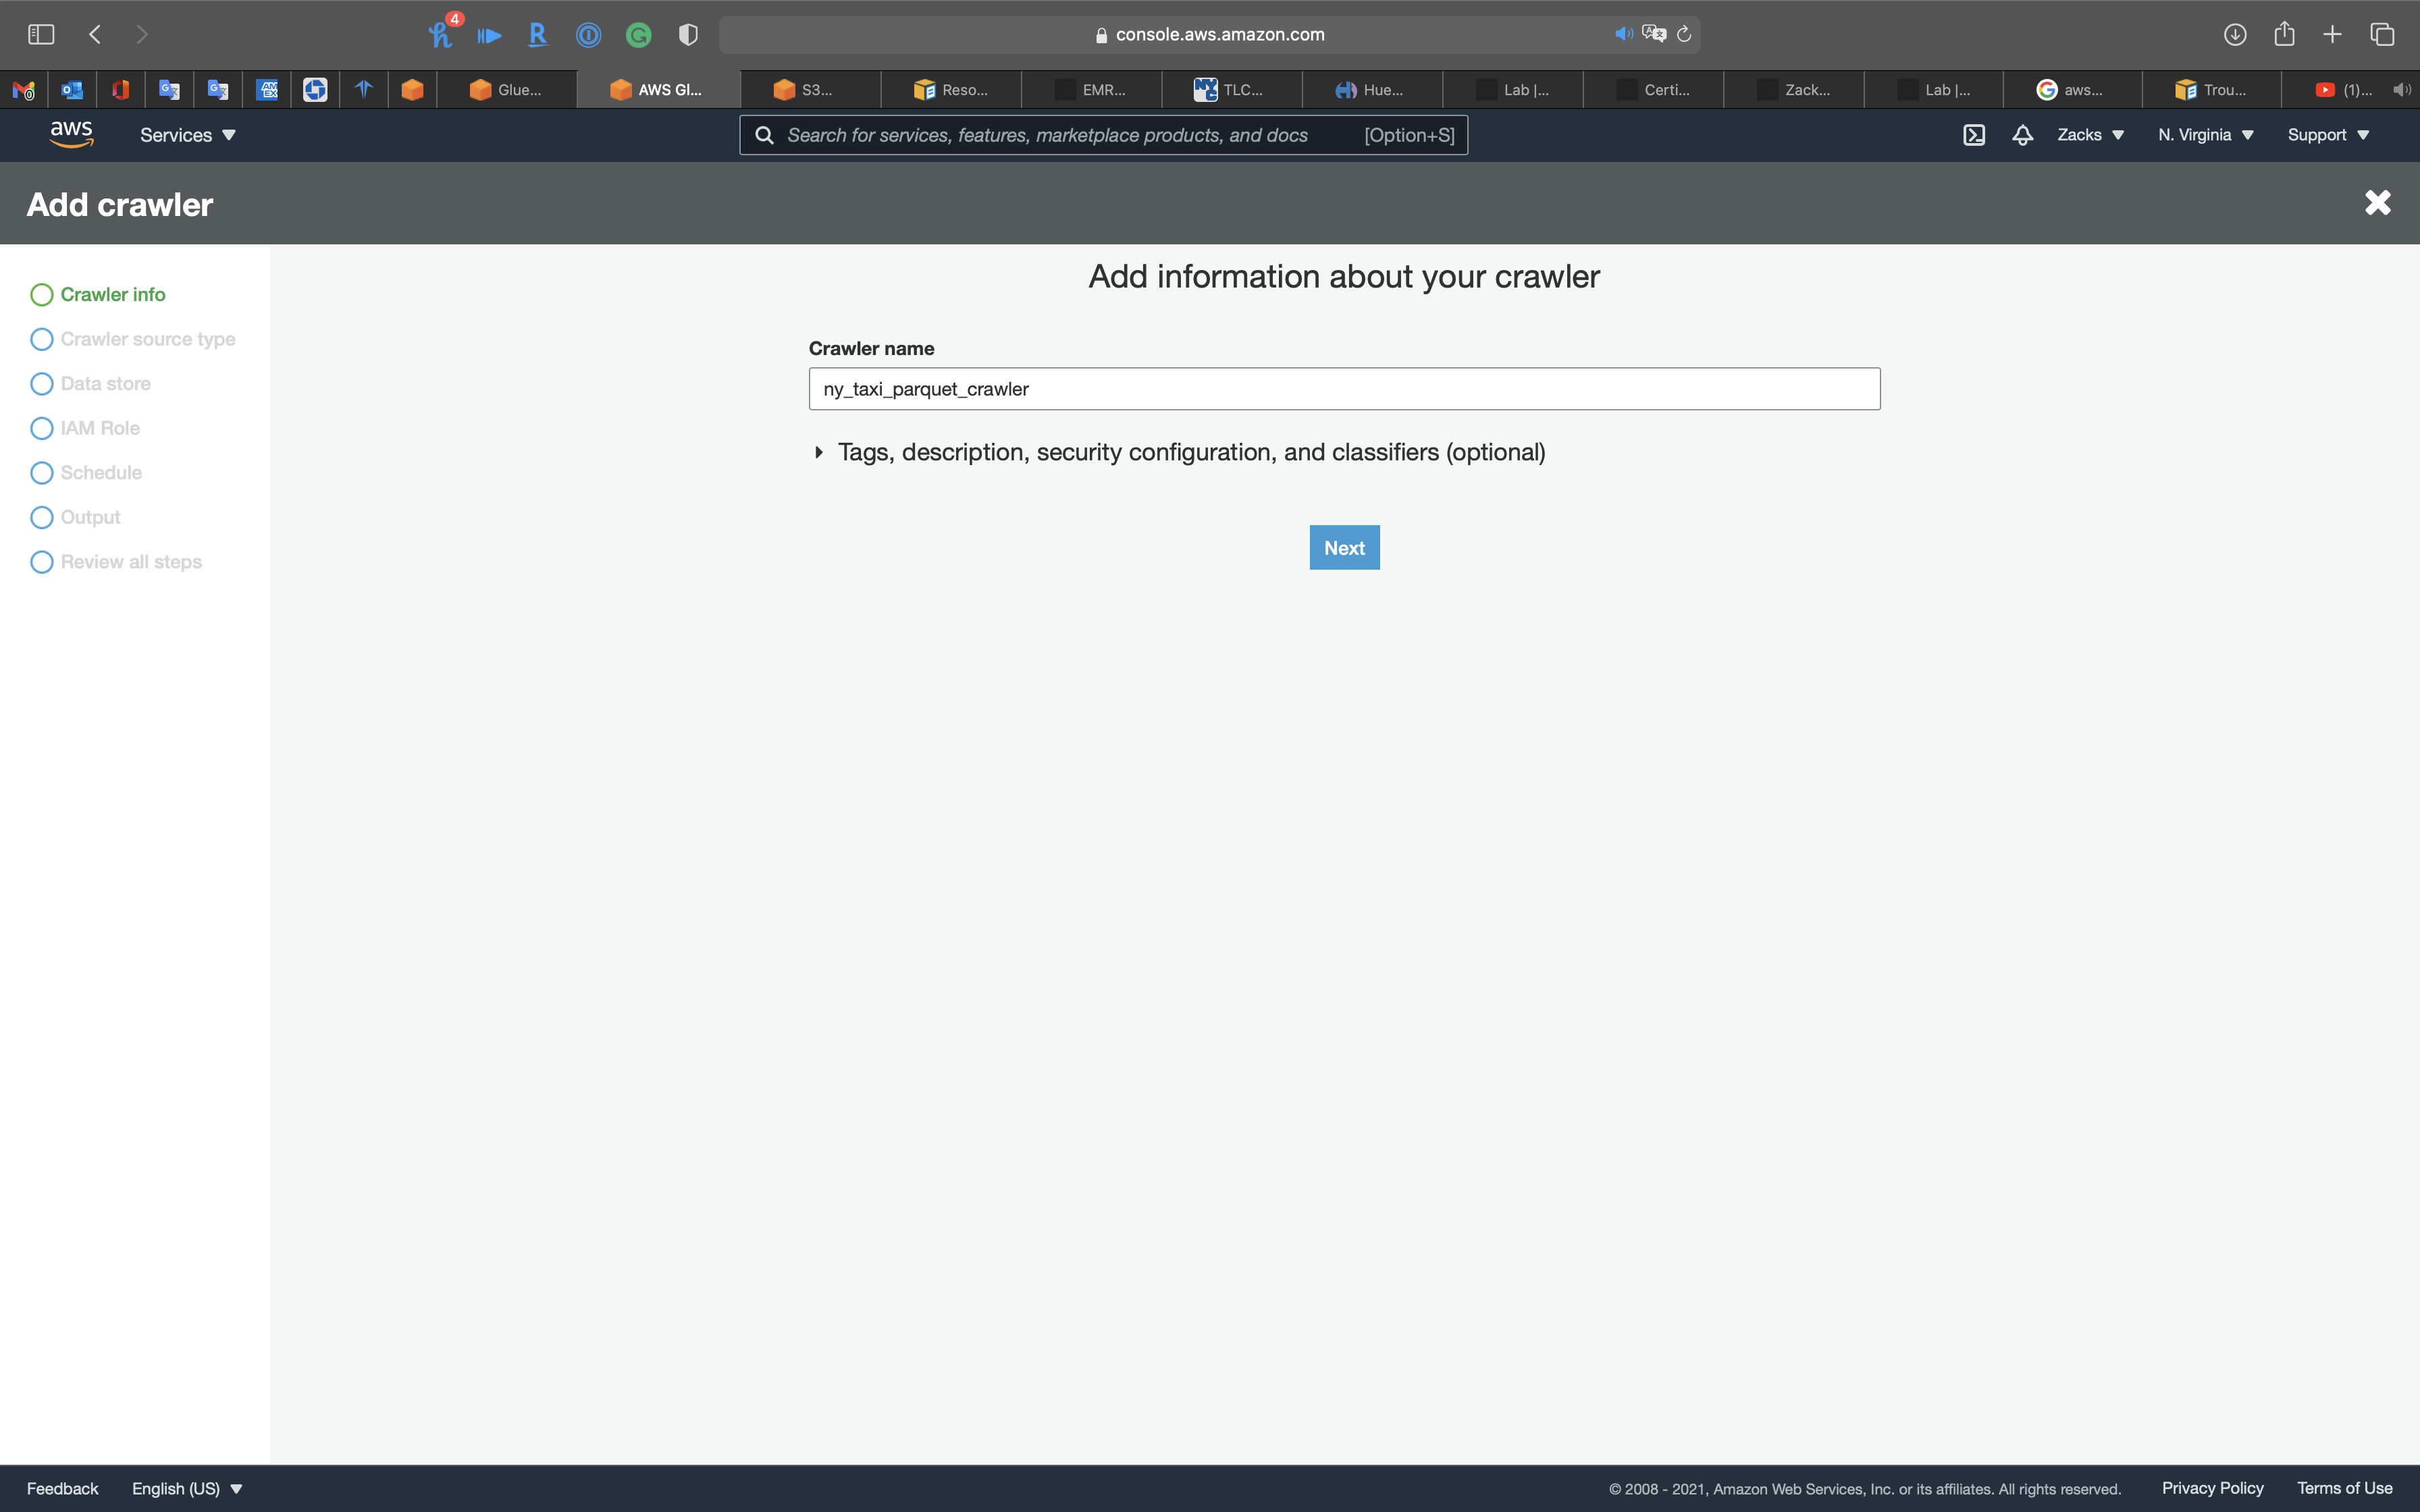 4
console.aws.amazon.com
Glue...
AWS Gl...
S3...
Reso...
EMR...
NYC TLC...
Hue...
Lab |...
Certi...
Zack...
Lab |...
aws...
Trou...
(1)...
aws
Services
Search for services, features, marketplace products, and docs [Option+S]
Zacks
N. Virginia
Support
Add crawler
Crawler info
Crawler source type
Data store
IAM Role
Schedule
Output
Review all steps
Add information about your crawler
Crawler name
ny_taxi_parquet_crawler
Tags, description, security configuration, and classifiers (optional)
Next
Feedback
English (US)
© 2008 - 2021, Amazon Web Services, Inc. or its affiliates. All rights reserved.
Privacy Policy
Terms of Use